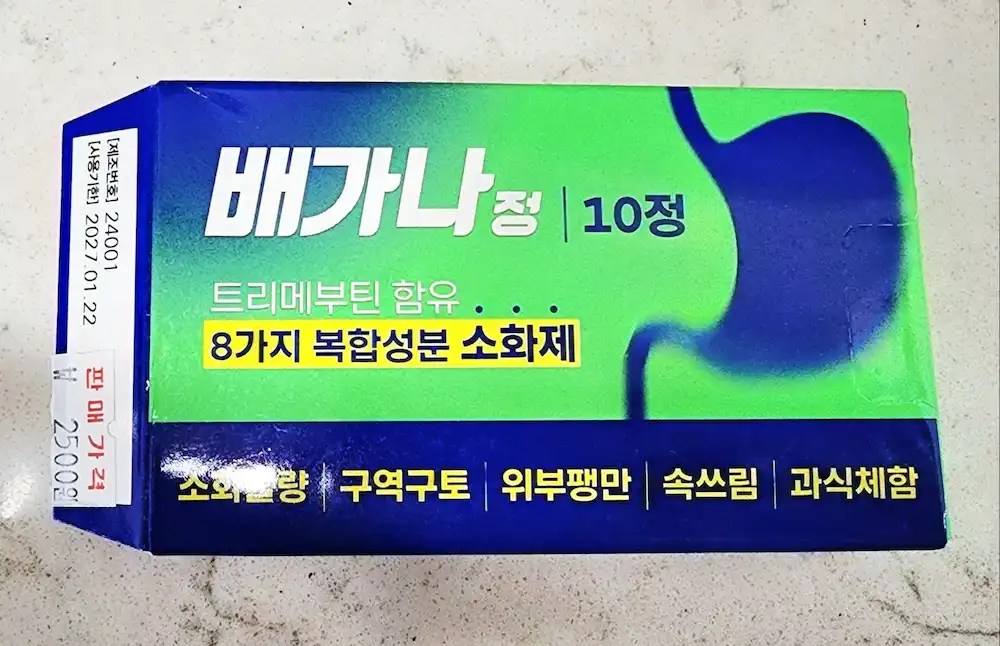 배가나정 | 10정
트리메부틴 함유
8가지 복합성분 소화제
소화불량 | 구역구토 | 위부팽만 | 속쓰림 | 과식체함
[제조번호] 24001
[사용기한] 2027.01.22
판매가격
₩ 2500원